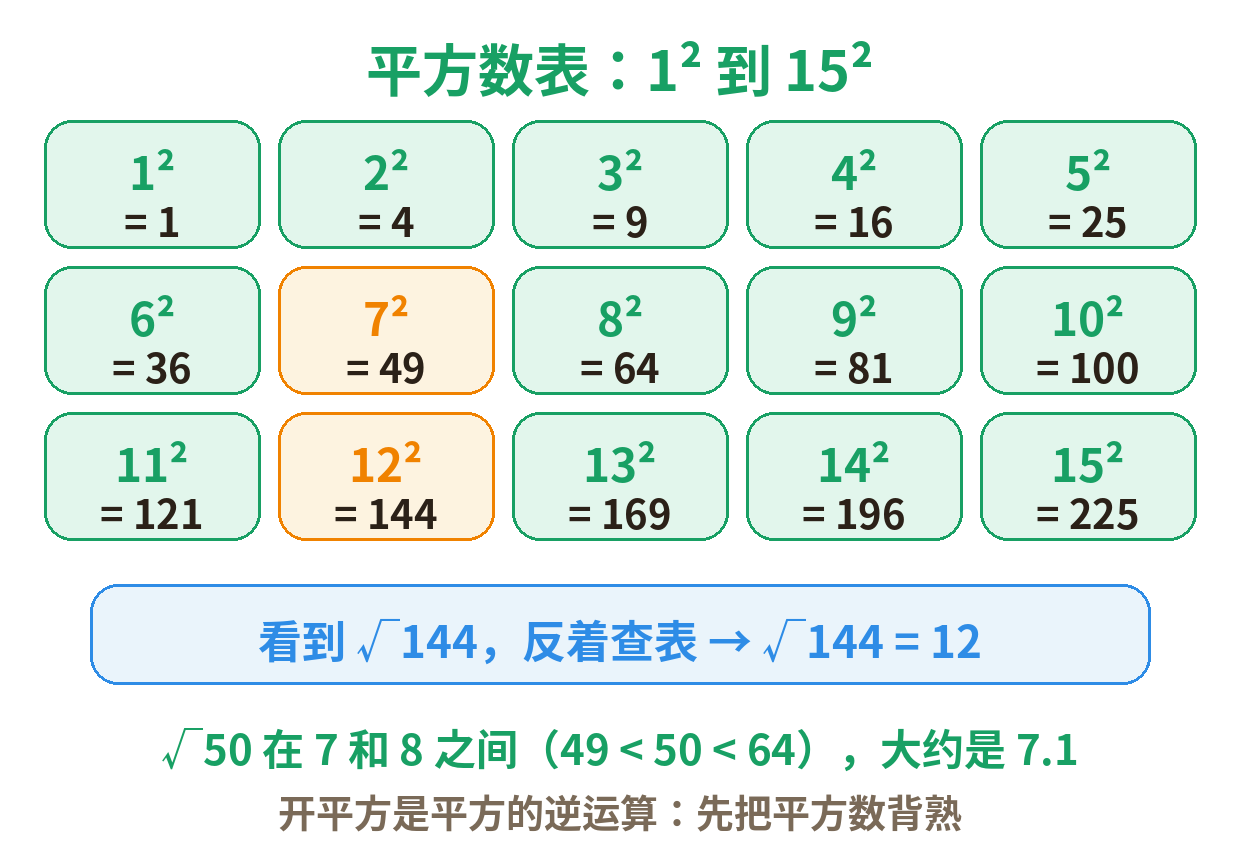 平方数表：1² 到 15²
1² 2² 3² 4² 5²
= 1 = 4 = 9 = 16 = 25
6² 7² 8² 9² 10²
= 36 = 49 = 64 = 81 = 100
11² 12² 13² 14² 15²
= 121 = 144 = 169 = 196 = 225
看到 √144，反着查表 → √144 = 12
√50 在 7 和 8 之间（49 < 50 < 64），大约是 7.1
开平方是平方的逆运算：先把平方数背熟